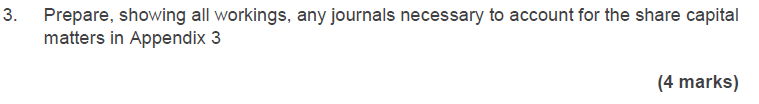 3. Prepare, showing all workings, any journals necessary to account for the share capital
matters in Appendix 3
(4 marks)